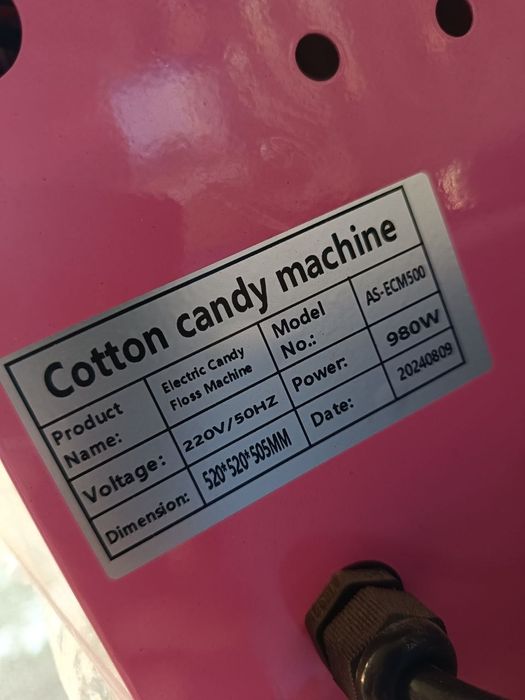 Cotton candy machine
Product Name: Electric Candy Floss Machine Model No.: AS-ECM500
Voltage: 220V/50HZ Power: 980W
Dimension: 520*520*505MM Date: 20240809